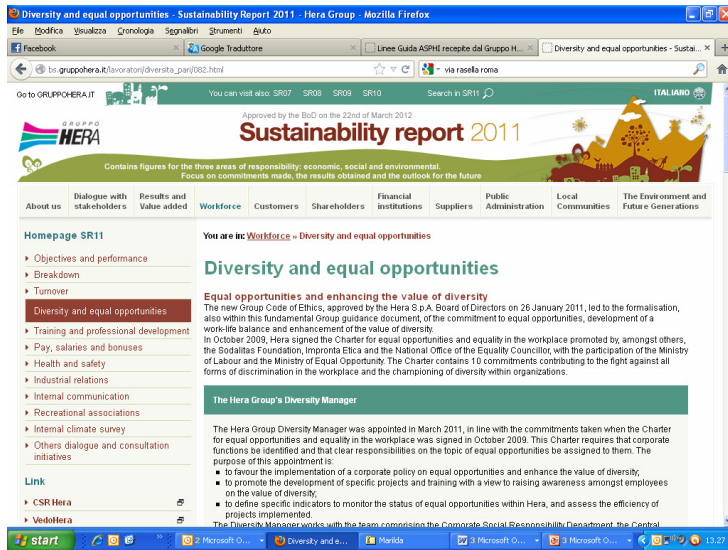 Diversity and equal opportunities - Sustainability Report 2011 - Hera Group - Mozilla Firefox
File Modifica Visualizza Cronologia Segnalibri Strumenti Aiuto
Facebook
Google Traduttore
Linee Guida ASPHI recepite dal Gruppo H...
Diversity and equal opportunities - Sustai...
bs.gruppohera.it/lavoratori/diversita_pari/082.html
via rasella roma
Go to GRUPPOHERA.IT
You can visit also: SR07 SR08 SR09 SR10
Search in SR11
ITALIANO
GRUPPO
HERA
Approved by the BoD on the 22nd of March 2012
Sustainability report 2011
Contains figures for the three areas of responsibility: economic, social and environmental.
Focus on commitments made, the results obtained and the outlook for the future
About us
Dialogue with stakeholders
Results and Value added
Workforce
Customers
Shareholders
Financial institutions
Suppliers
Public Administration
Local Communities
The Environment and Future Generations
Homepage SR11
Objectives and performance
Breakdown
Turnover
Diversity and equal opportunities
Training and professional development
Pay, salaries and bonuses
Health and safety
Industrial relations
Internal communication
Recreational associations
Internal climate survey
Others dialogue and consultation
initiatives
Link
CSR Hera
VedoHera
You are in: Workforce » Diversity and equal opportunities
Diversity and equal opportunities
Equal opportunities and enhancing the value of diversity
The new Group Code of Ethics, approved by the Hera S.p.A. Board of Directors on 26 January 2011, led to the formalisation,
also within this fundamental Group guidance document, of the commitment to equal opportunities, development of a
work-life balance and enhancement of the value of diversity.
In October 2009, Hera signed the Charter for equal opportunities and equality in the workplace promoted by, amongst others,
the Sodalitas Foundation, Impronta Etica and the National Office of the Equality Councillor, with the participation of the Ministry
of Labour and the Ministry of Equal Opportunity. The Charter contains 10 commitments contributing to the fight against all
forms of discrimination in the workplace and the championing of diversity within organizations.
The Hera Group's Diversity Manager
The Hera Group Diversity Manager was appointed in March 2011, in line with the commitments taken when the Charter
for equal opportunities and equality in the workplace was signed in October 2009. This Charter requires that corporate
functions be identified and that clear responsibilities on the topic of equal opportunities be assigned to them. The
purpose of this appointment is:
to favour the implementation of a corporate policy on equal opportunities and enhance the value of diversity;
to promote the development of specific projects and training with a view to raising awareness amongst employees
on the value of diversity;
to define specific indicators to monitor the status of equal opportunities within Hera, and assess the efficiency of
projects implemented.
The Diversity Manager works with the team comprising the Corporate Social Responsibility Department, the Central
start
2 Microsoft O...
Diversity and e...
Marilda
3 Microsoft O...
3 Microsoft O...
13.27